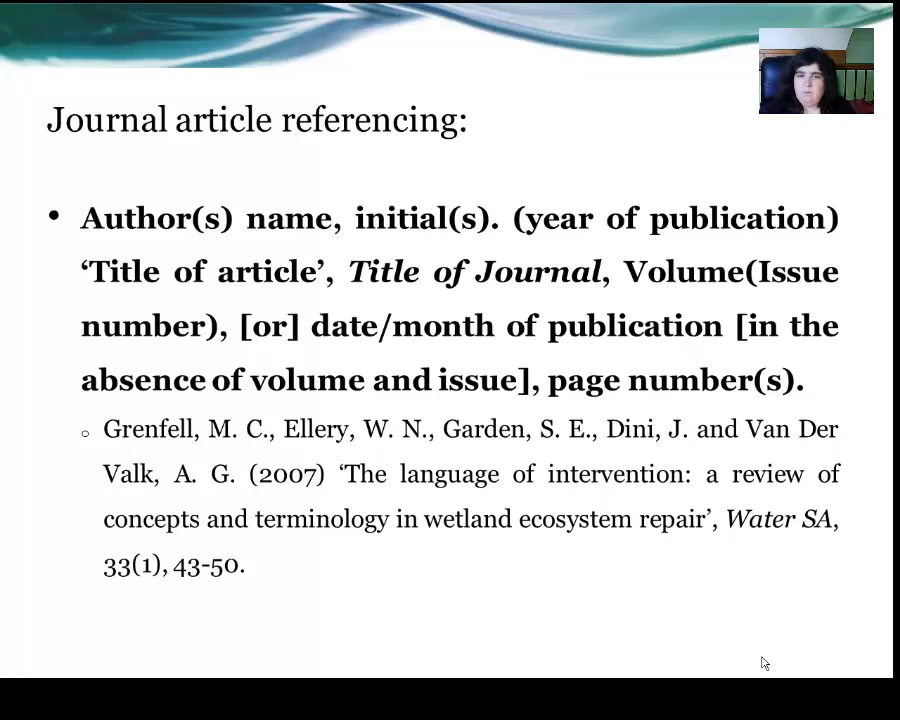 Journal article referencing:
• Author(s) name, initial(s). (year of publication)
‘Title of article’, Title of Journal, Volume(Issue
number), [or] date/month of publication [in the
absence of volume and issue], page number(s).
○ Grenfell, M. C., Ellery, W. N., Garden, S. E., Dini, J. and Van Der
Valk, A. G. (2007) ‘The language of intervention: a review of
concepts and terminology in wetland ecosystem repair’, Water SA,
33(1), 43-50.